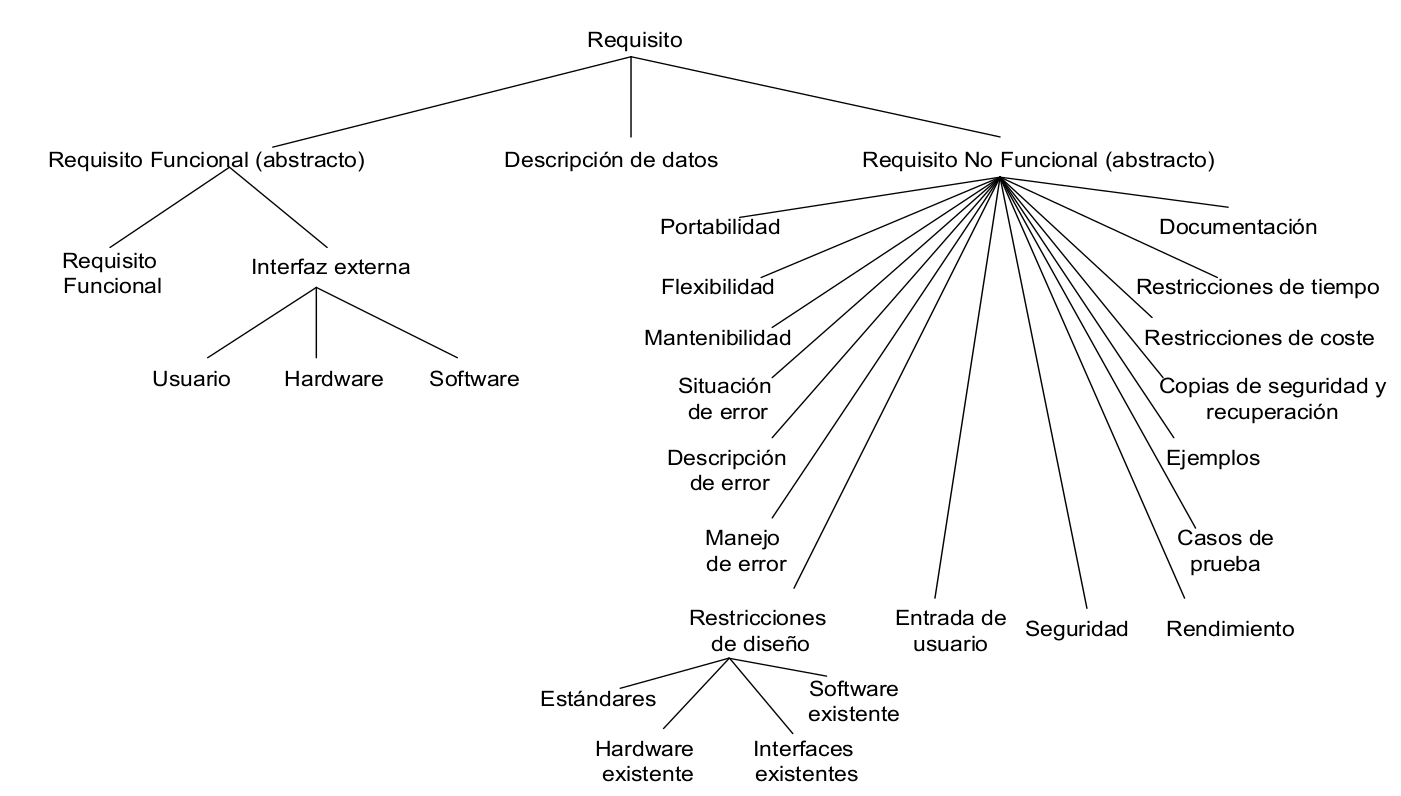 Requisito
Requisito Funcional (abstracto)
Descripción de datos
Requisito No Funcional (abstracto)
Requisito
Funcional
Interfaz externa
Usuario
Hardware
Software
Portabilidad
Flexibilidad
Mantenibilidad
Situación
de error
Descripción
de error
Manejo
de error
Restricciones
de diseño
Estándares
Hardware
existente
Interfaces
existentes
Software
existente
Entrada de
usuario
Seguridad
Rendimiento
Casos de
prueba
Ejemplos
Copias de seguridad y
recuperación
Restricciones de coste
Restricciones de tiempo
Documentación